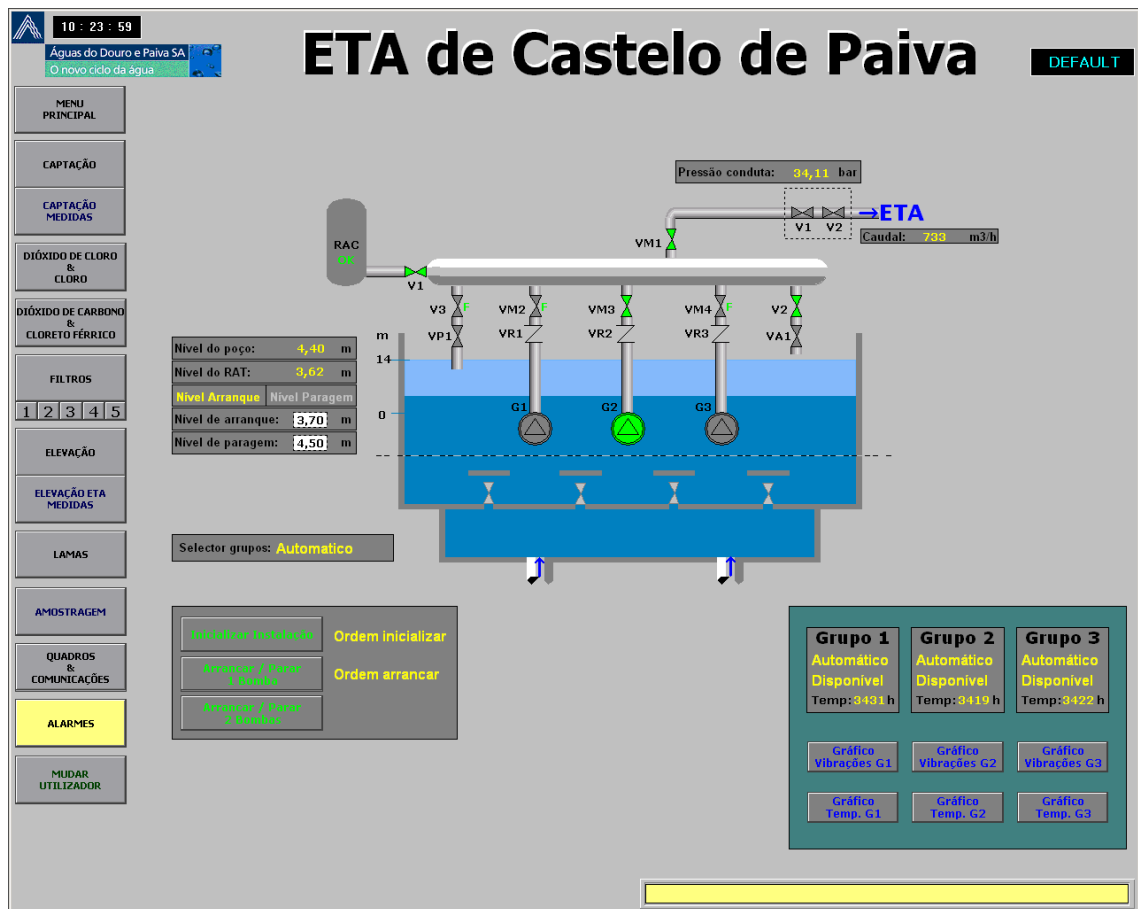 10 : 23 : 59
Águas do Douro e Paiva SA
O novo ciclo da água
ETA de Castelo de Paiva
DEFAULT
MENU
PRINCIPAL
CAPTAÇÃO
CAPTAÇÃO
MEDIDAS
DIÓXIDO DE CLORO
&
CLORO
DIÓXIDO DE CARBONO
&
CLORETO FÉRRICO
FILTROS
1 2 3 4 5
ELEVAÇÃO
ELEVAÇÃO ETA
MEDIDAS
LAMAS
AMOSTRAGEM
QUADROS
&
COMUNICAÇÕES
ALARMES
MUDAR
UTILIZADOR
Pressão conduta: 34,11 bar
→ETA
V1 V2
Caudal: 733 m3/h
VM1
RAC
OK
V1
V3 F VM2 F VM3 VM4 F V2
VP1 VR1 VR2 VR3 VA1
m
14
0
G1 G2 G3
Nível do poço: 4,40 m
Nível do RAT: 3,62 m
Nível Arranque Nível Paragem
Nível de arranque: 3,70 m
Nível de paragem: 4,50 m
Selector grupos: Automatico
Inicializar Instalação Ordem inicializar
Arrancar / Parar
1 Bomba
Ordem arrancar
Arrancar / Parar
2 Bombas
Grupo 1
Automático
Disponível
Temp: 3431 h
Grupo 2
Automático
Disponível
Temp: 3419 h
Grupo 3
Automático
Disponível
Temp: 3422 h
Gráfico
Vibrações G1
Gráfico
Vibrações G2
Gráfico
Vibrações G3
Gráfico
Temp. G1
Gráfico
Temp. G2
Gráfico
Temp. G3